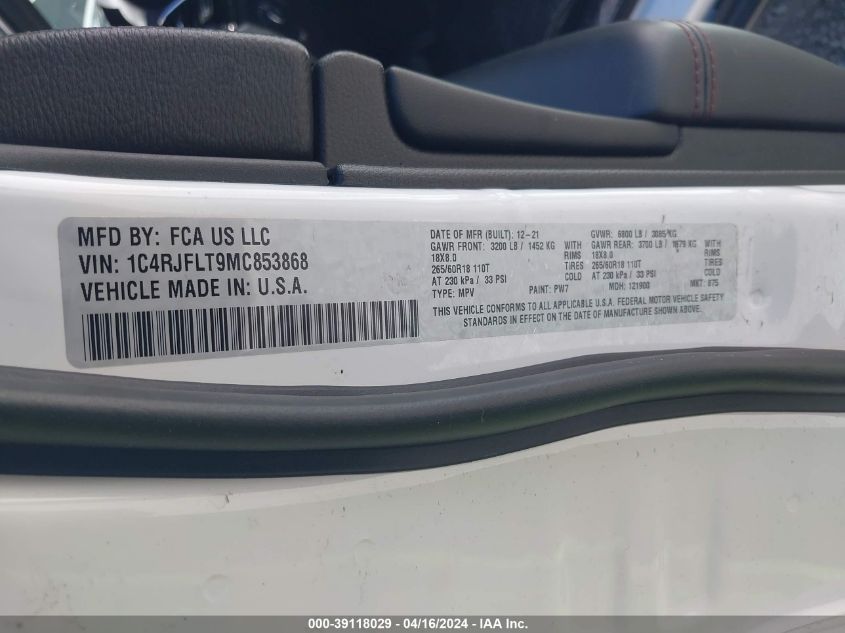 MFD BY: FCA US LLC
VIN: 1C4RJFLT9MC853868
VEHICLE MADE IN: U.S.A.
DATE OF MFR (BUILT): 12-21 GVWR: 6800 LB / 3085 KG
GAWR FRONT: 3200 LB / 1452 KG WITH GAWR REAR: 3700 LB / 1679 KG WITH
18X8.0 RIMS 18X8.0 RIMS
265/60R18 110T TIRES 265/60R18 110T TIRES
AT 230 kPa / 33 PSI AT 230 kPa / 33 PSI
TYPE: MPV PAINT: PW7 MDH: 121900 MKT: 875
THIS VEHICLE CONFORMS TO ALL APPLICABLE U.S.A. FEDERAL MOTOR VEHICLE SAFETY
STANDARDS IN EFFECT ON THE DATE OF MANUFACTURE SHOWN ABOVE.
000-39118029 - 04/16/2024 - IAA Inc.